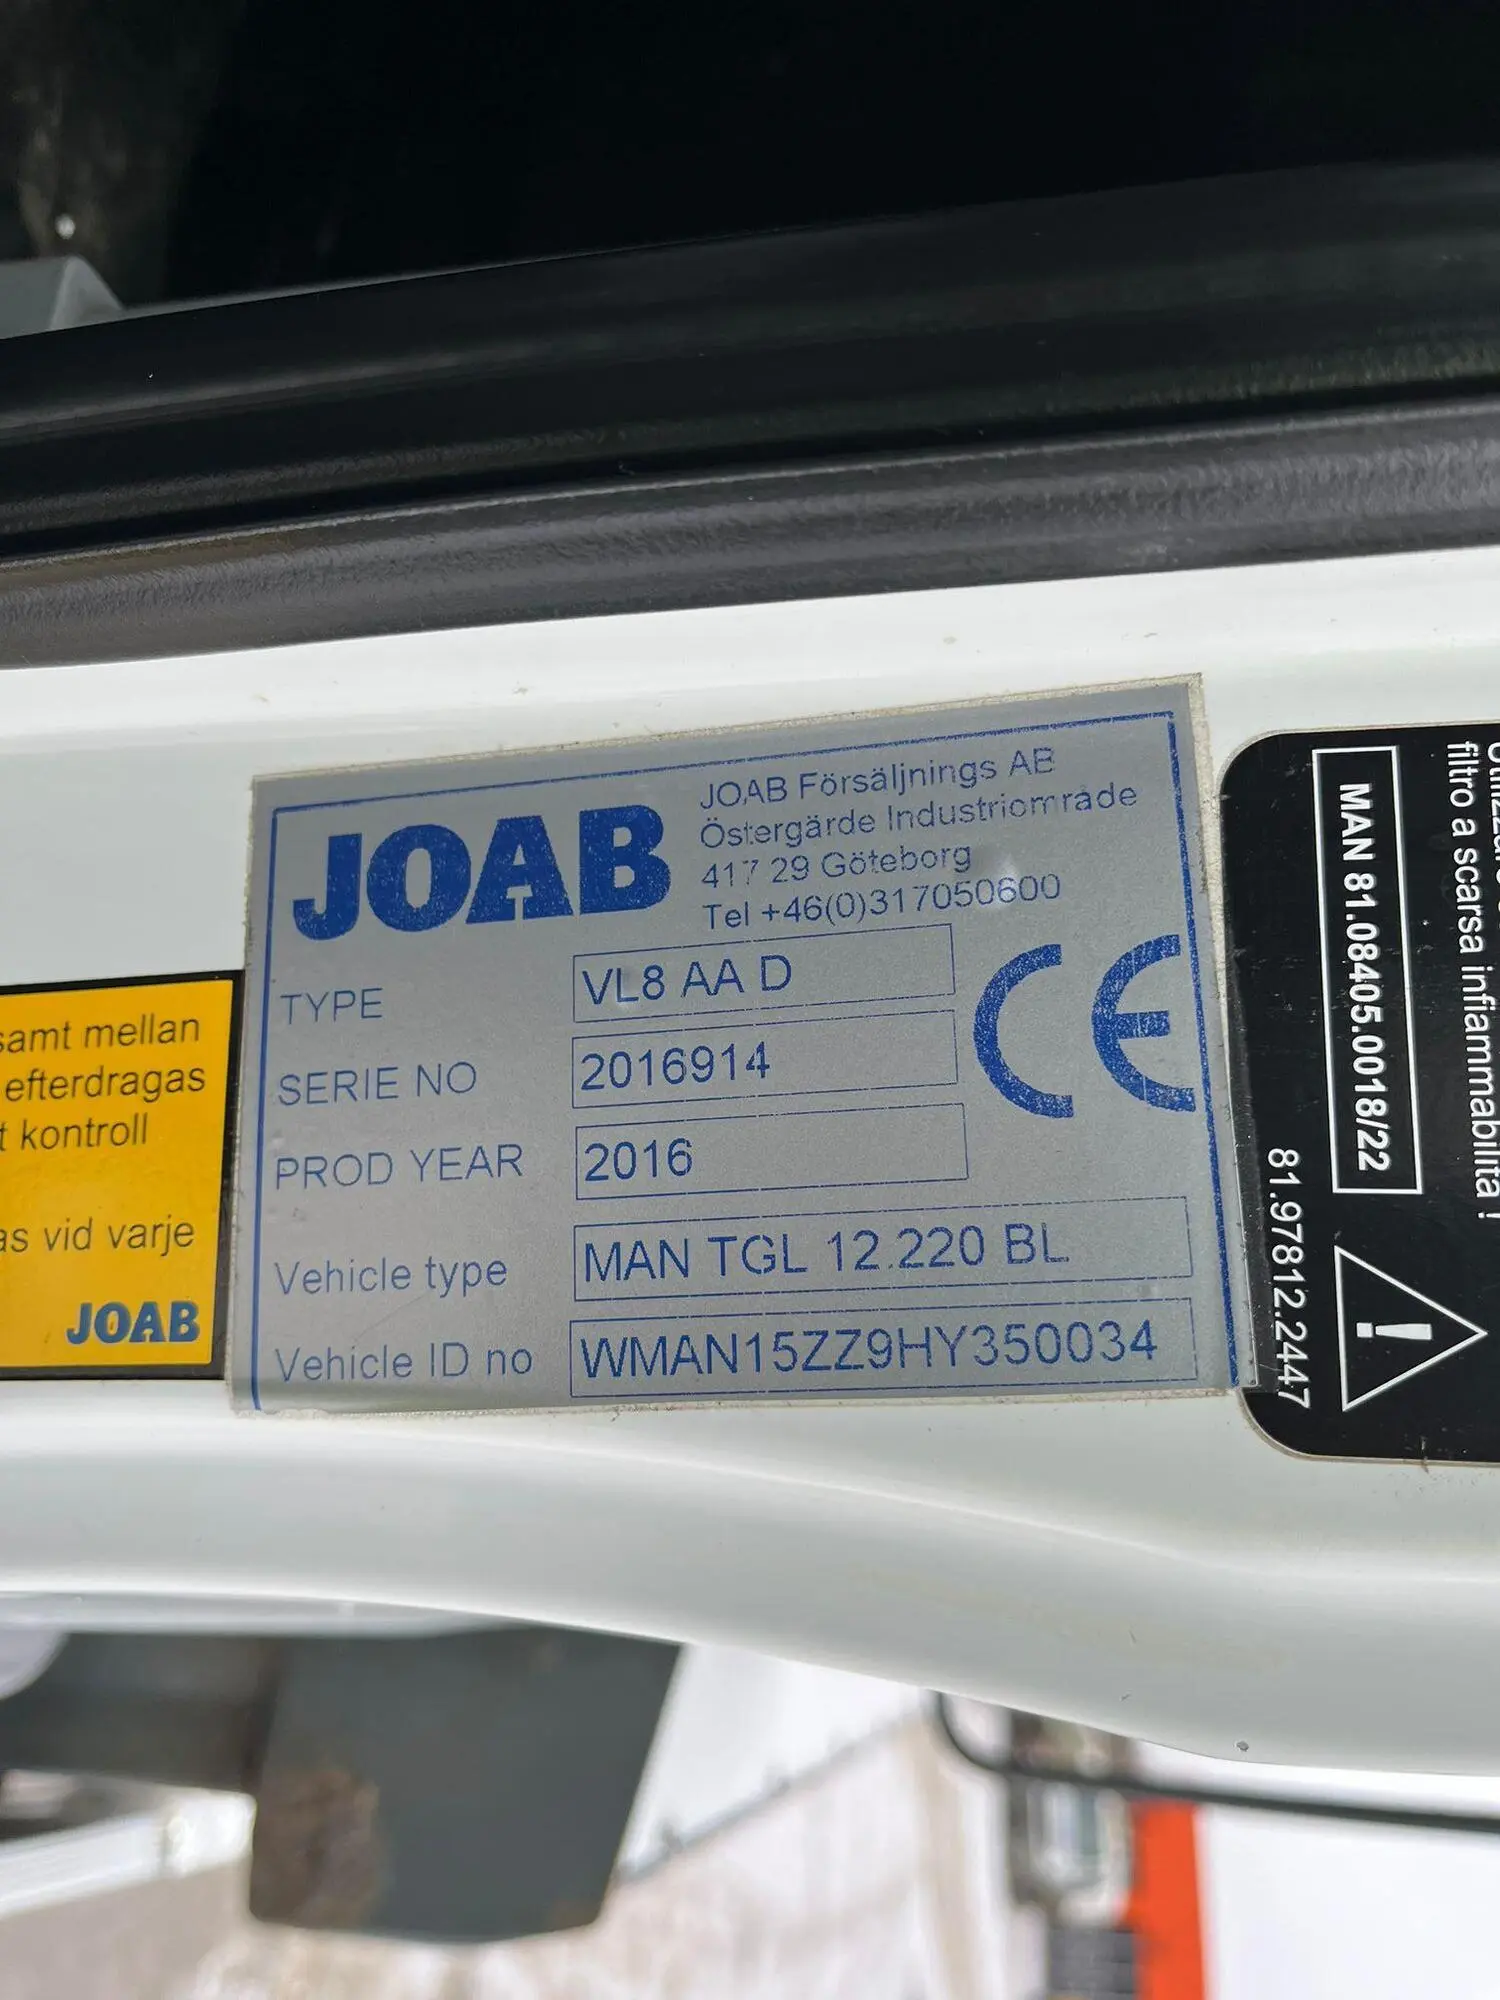 JOAB
JOAB Försäljnings AB
Östergärde Industriområde
417 29 Göteborg
Tel +46(0)317050600
TYPE VL8 AA D
SERIE NO 2016914
PROD YEAR 2016
Vehicle type MAN TGL 12.220 BL
Vehicle ID no WMAN15ZZ9HY350034
CE
samt mellan
efterdragas
t kontroll
as vid varje
JOAB
filtro a scarsa infiammabilità !
MAN 81.08405.0018/22
81.97812.2447